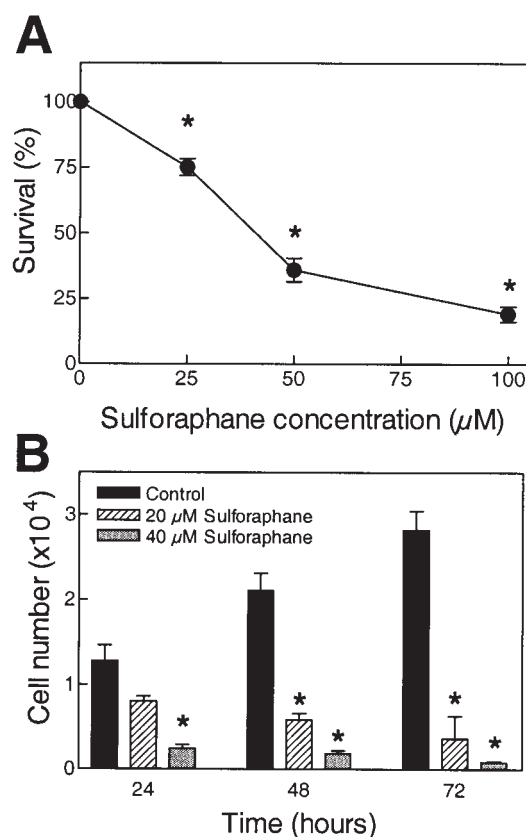 A
100
75
50
25
0
Survival (%)
*
*
*
0 25 50 75 100
Sulforaphane concentration (µM)
B
Control
20 µM Sulforaphane
40 µM Sulforaphane
3
2
1
0
Cell number (x10⁴)
*
*
*
*
*
24 48 72
Time (hours)